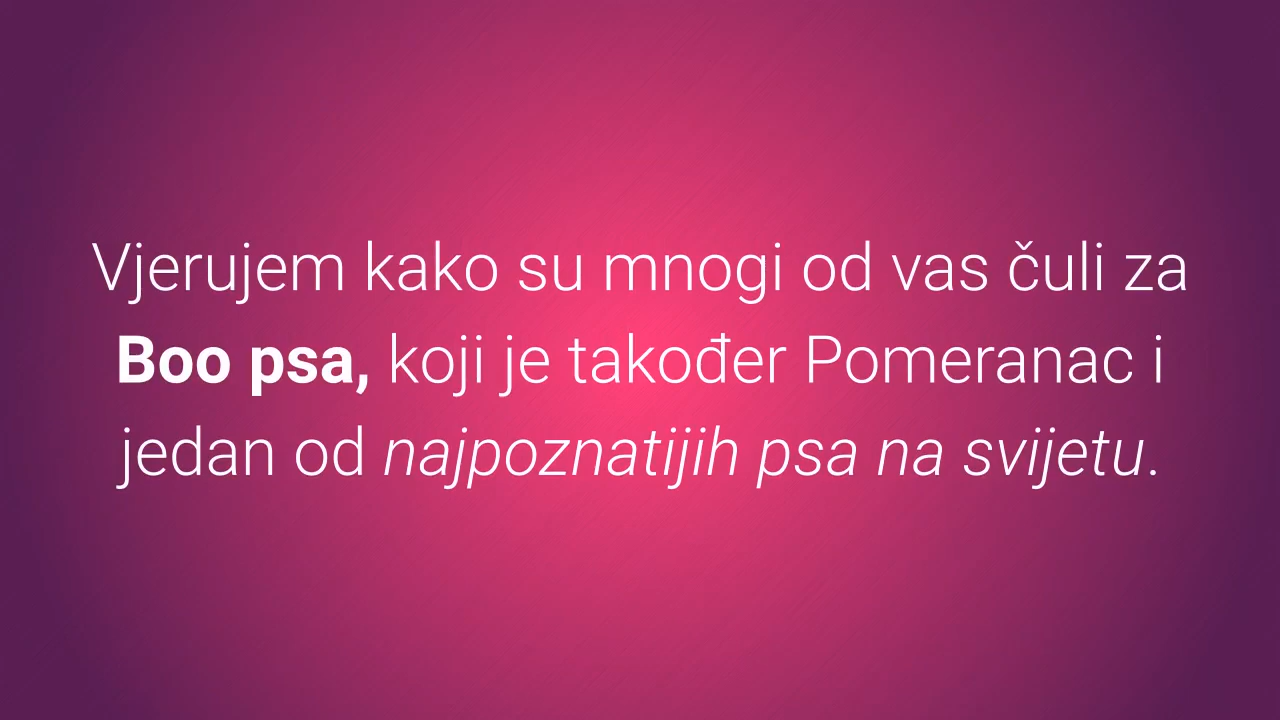 Vjerujem kako su mnogi od vas čuli za
Boo psa, koji je također Pomeranac i
jedan od najpoznatijih psa na svijetu.